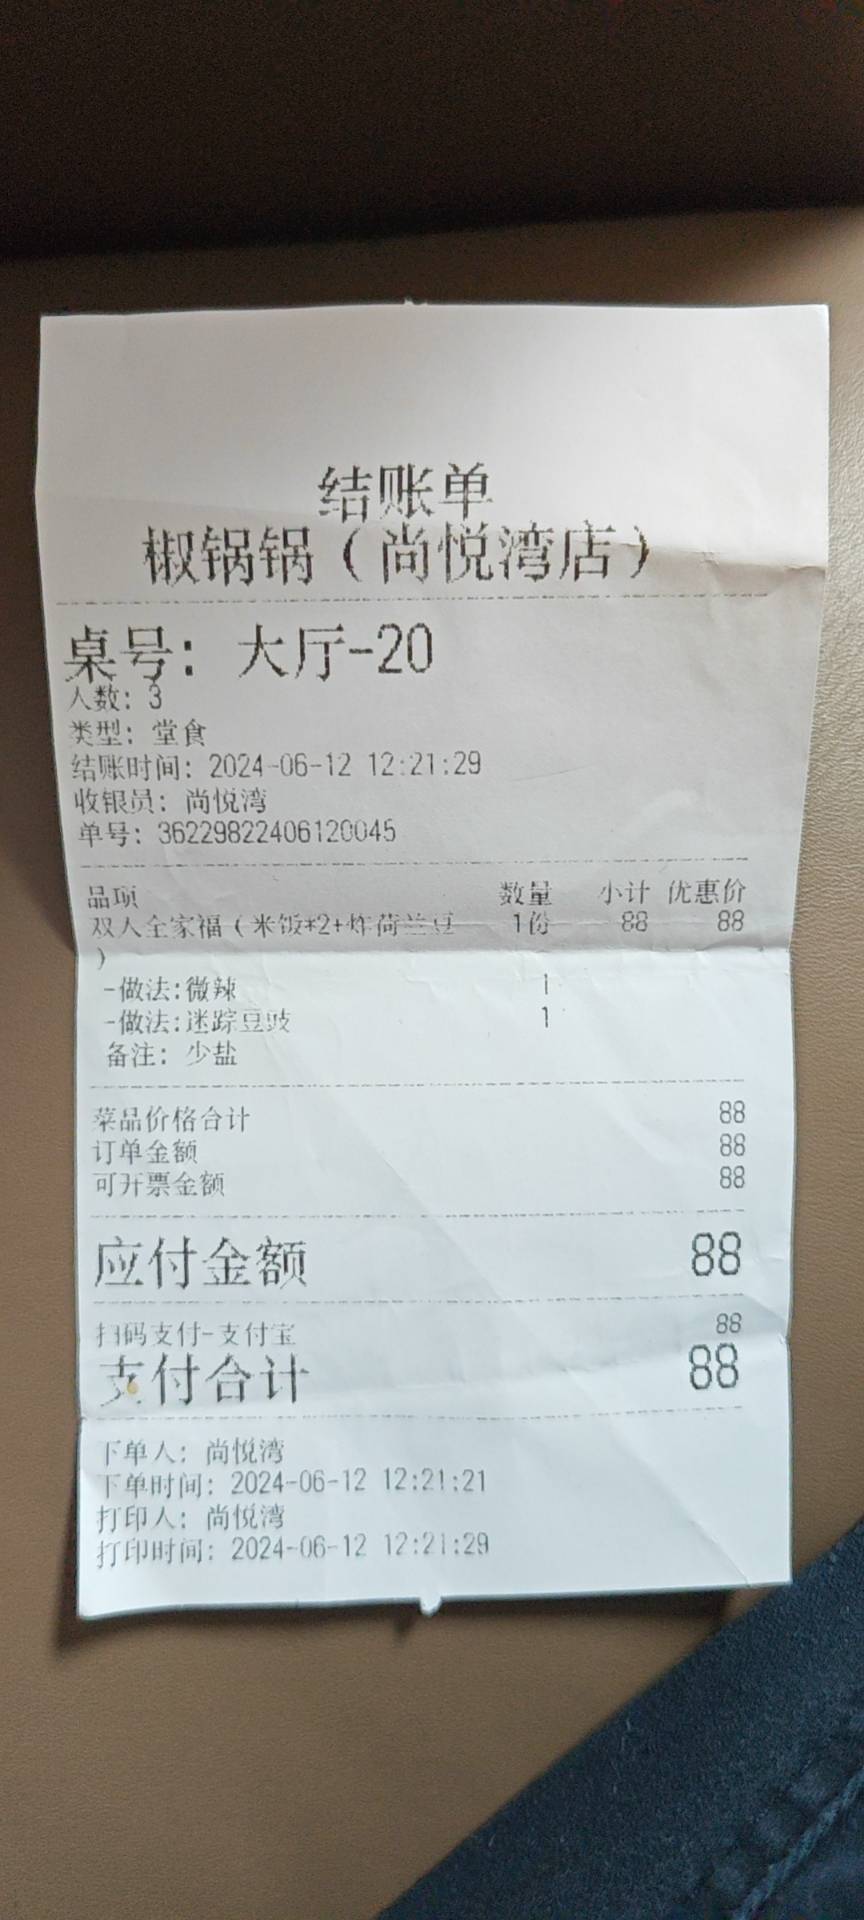 结账单
椒锅锅（尚悦湾店）
桌号：大厅-20
人数：3
类型：堂食
结账时间：2024-06-12 12:21:29
收银员：尚悦湾
单号：36229822406120045
品项 数量 小计 优惠价
双人全家福（米饭*2+炸荷兰豆 1份 88 88
）
-做法:微辣 1
-做法:迷踪豆豉 1
备注：少盐
菜品价格合计 88
订单金额 88
可开票金额 88
应付金额 88
扫码支付-支付宝 88
支付合计 88
下单人：尚悦湾
下单时间：2024-06-12 12:21:21
打印人：尚悦湾
打印时间：2024-06-12 12:21:29